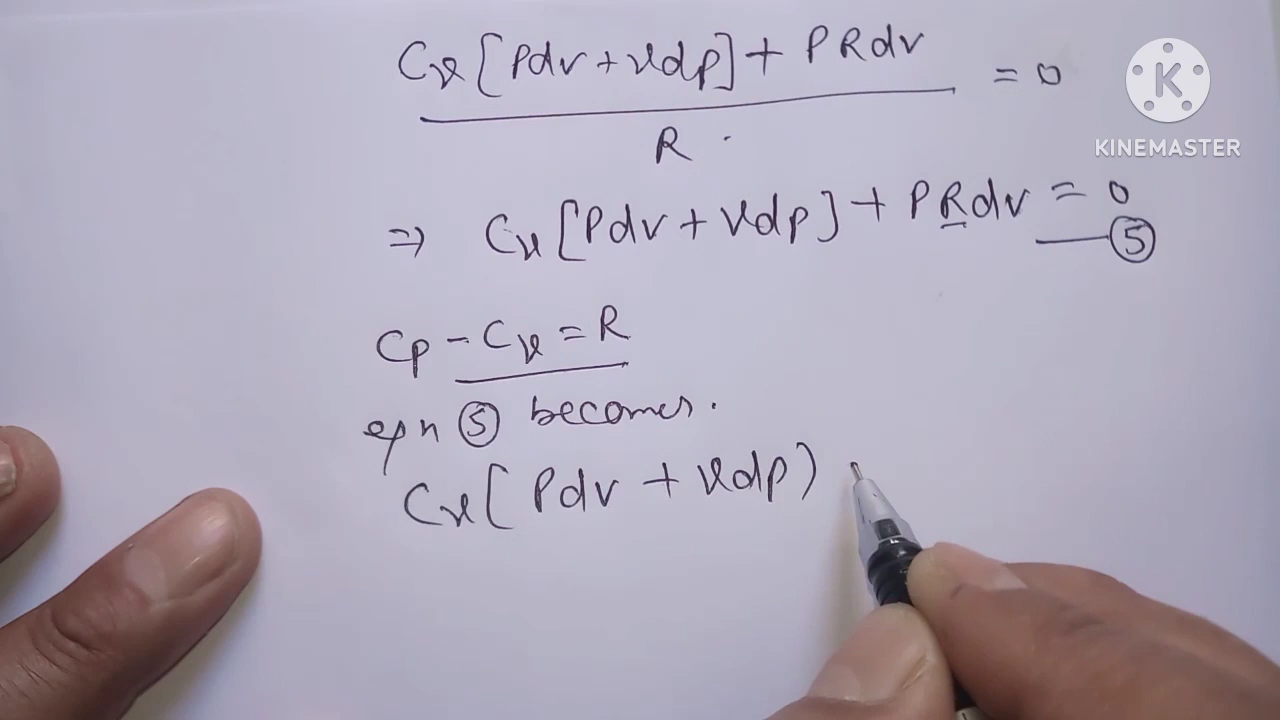 Cv[Pdv+vdp]+PRdv = 0
K
R
KINEMASTER
⇒ Cv[Pdv+vdp]+PRdv = 0
5
Cp-Cv=R
eqn 5 becomes.
Cv[Pdv+vdp)